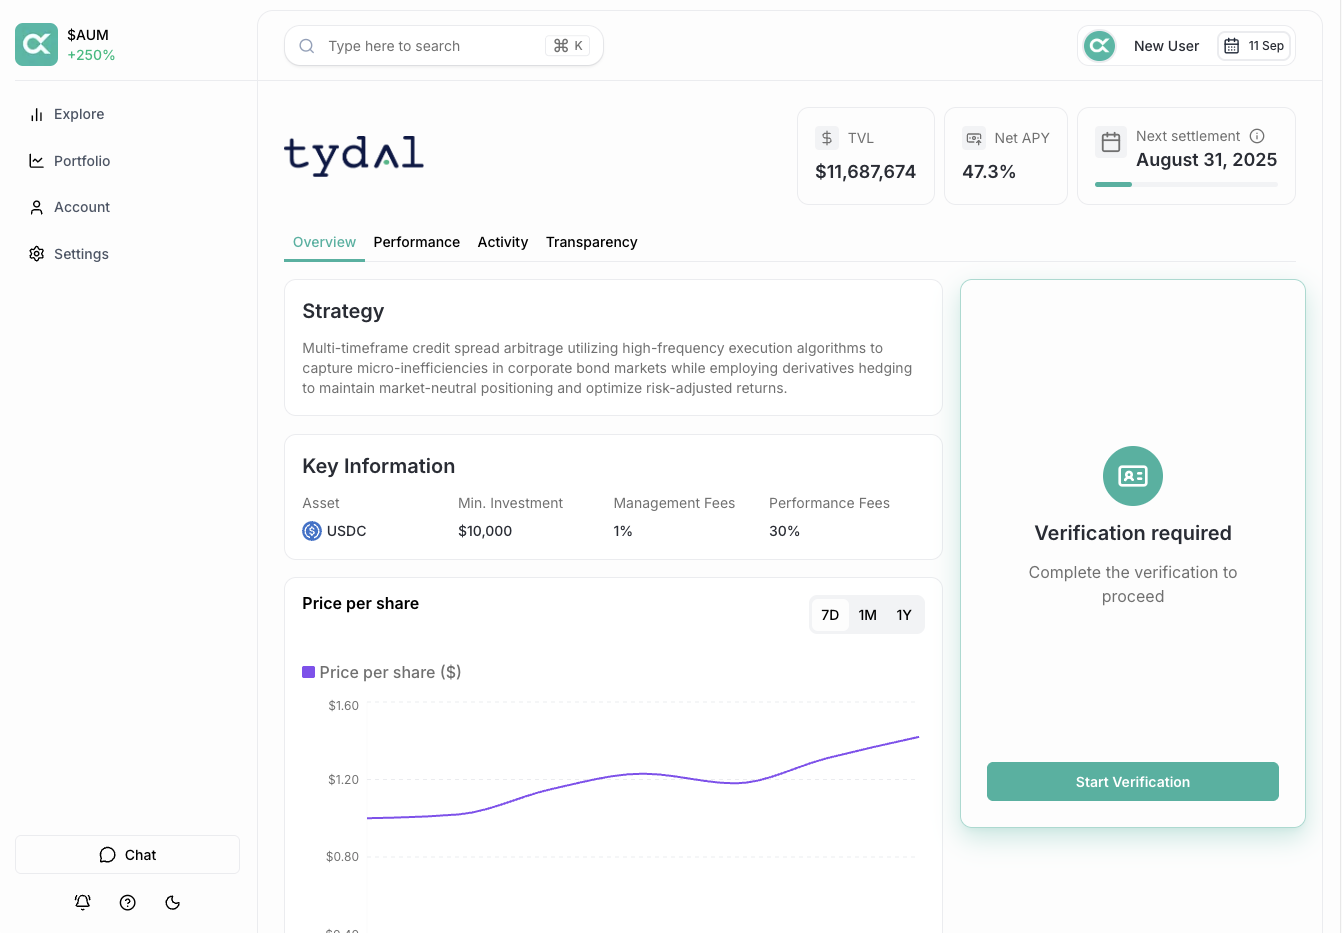 $AUM
+250%
Type here to search
⌘ K
New User
11 Sep
Explore
Portfolio
Account
Settings
tydal
TVL
$11,687,674
Net APY
47.3%
Next settlement
August 31, 2025
Overview Performance Activity Transparency
Strategy
Multi-timeframe credit spread arbitrage utilizing high-frequency execution algorithms to
capture micro-inefficiencies in corporate bond markets while employing derivatives hedging
to maintain market-neutral positioning and optimize risk-adjusted returns.
Key Information
Asset Min. Investment Management Fees Performance Fees
USDC $10,000 1% 30%
Price per share
7D 1M 1Y
Price per share ($)
$1.60
$1.20
$0.80
Verification required
Complete the verification to
proceed
Start Verification
Chat